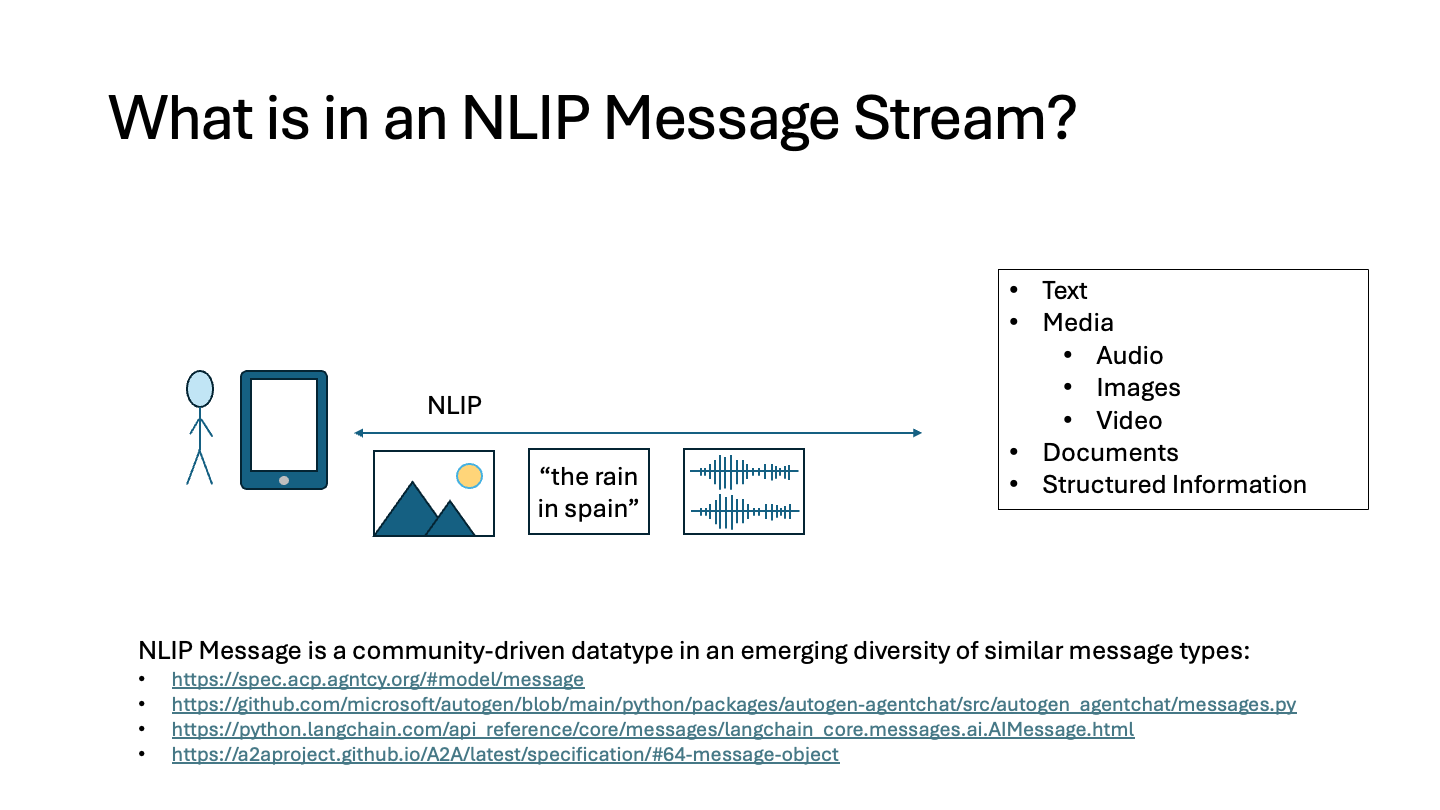 What is in an NLIP Message Stream?
NLIP
“the rain
in spain”
• Text
• Media
• Audio
• Images
• Video
• Documents
• Structured Information
NLIP Message is a community-driven datatype in an emerging diversity of similar message types:
• https://spec.acp.agntcy.org/#model/message
• https://github.com/microsoft/autogen/blob/main/python/packages/autogen-agentchat/src/autogen_agentchat/messages.py
• https://python.langchain.com/api_reference/core/messages/langchain_core.messages.ai.AIMessage.html
• https://a2aproject.github.io/A2A/latest/specification/#64-message-object